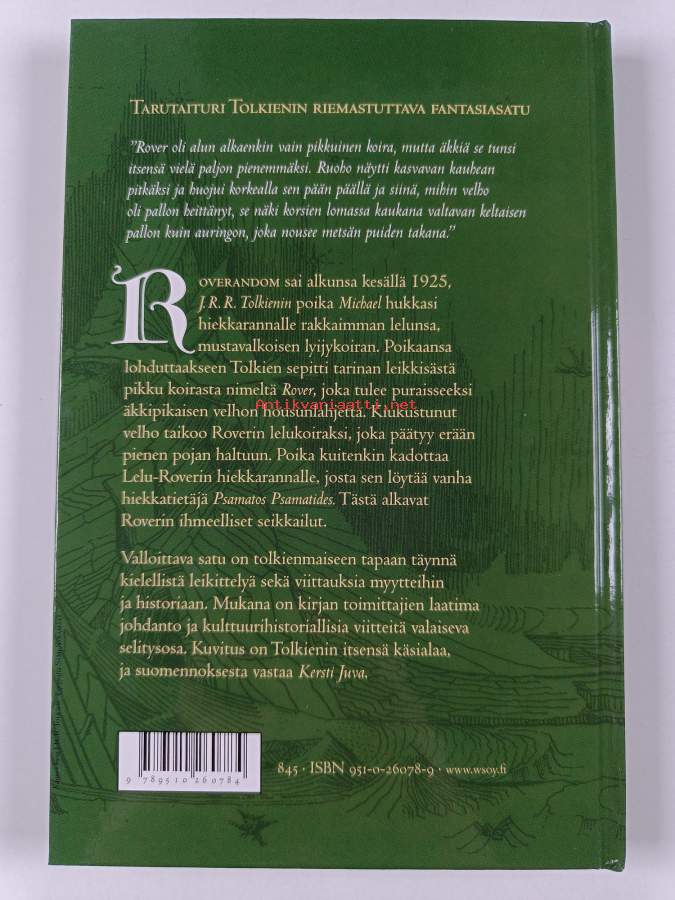 TARUTAITURI TOLKIENIN RIEMASTUTTAVA FANTASIASATU
"Rover oli alun alkaenkin vain pikkuinen koira, mutta äkkiä se tunsi
itsensä vielä paljon pienemmäksi. Ruoho näytti kasvavan kauhean
pitkäksi ja huojui korkealla sen pään päällä ja siinä, mihin velho
oli pallon heittänyt, se näki korsien lomassa kaukana valtavan keltaisen
pallon kuin auringon, joka nousee metsän puiden takana."
ROVERANDOM sai alkunsa kesällä 1925,
J.R.R. Tolkienin poika Michael hukkasi
hiekkarannalle rakkaimman lelunsa,
mustavalkoisen lyijykoiran. Poikaansa
lohduttaakseen Tolkien sepitti tarinan leikkisästä
pikku koirasta nimeltä Rover, joka tulee puraisseeksi
äkkipikaisen velhon housunlahjetta. Kiukustunut
Antikvariaatti.net
velho taikoo Roverin lelukoiraksi, joka päätyy erään
pienen pojan haltuun. Poika kuitenkin kadottaa
Lelu-Roverin hiekkarannalle, josta sen löytää vanha
hiekkatietäjä Psamatos Psamatides. Tästä alkavat
Roverin ihmeelliset seikkailut.
Valloittava satu on tolkienmaiseen tapaan täynnä
kielellistä leikittelyä sekä viittauksia myytteihin
ja historiaan. Mukana on kirjan toimittajien laatima
johdanto ja kulttuurihistoriallisia viitteitä valaiseva
selitysosa. Kuvitus on Tolkienin itsensä käsialaa,
ja suomennoksesta vastaa Kersti Juva.
9 789510 260784
845 · ISBN 951-0-26078-9 · www.wsoy.fi